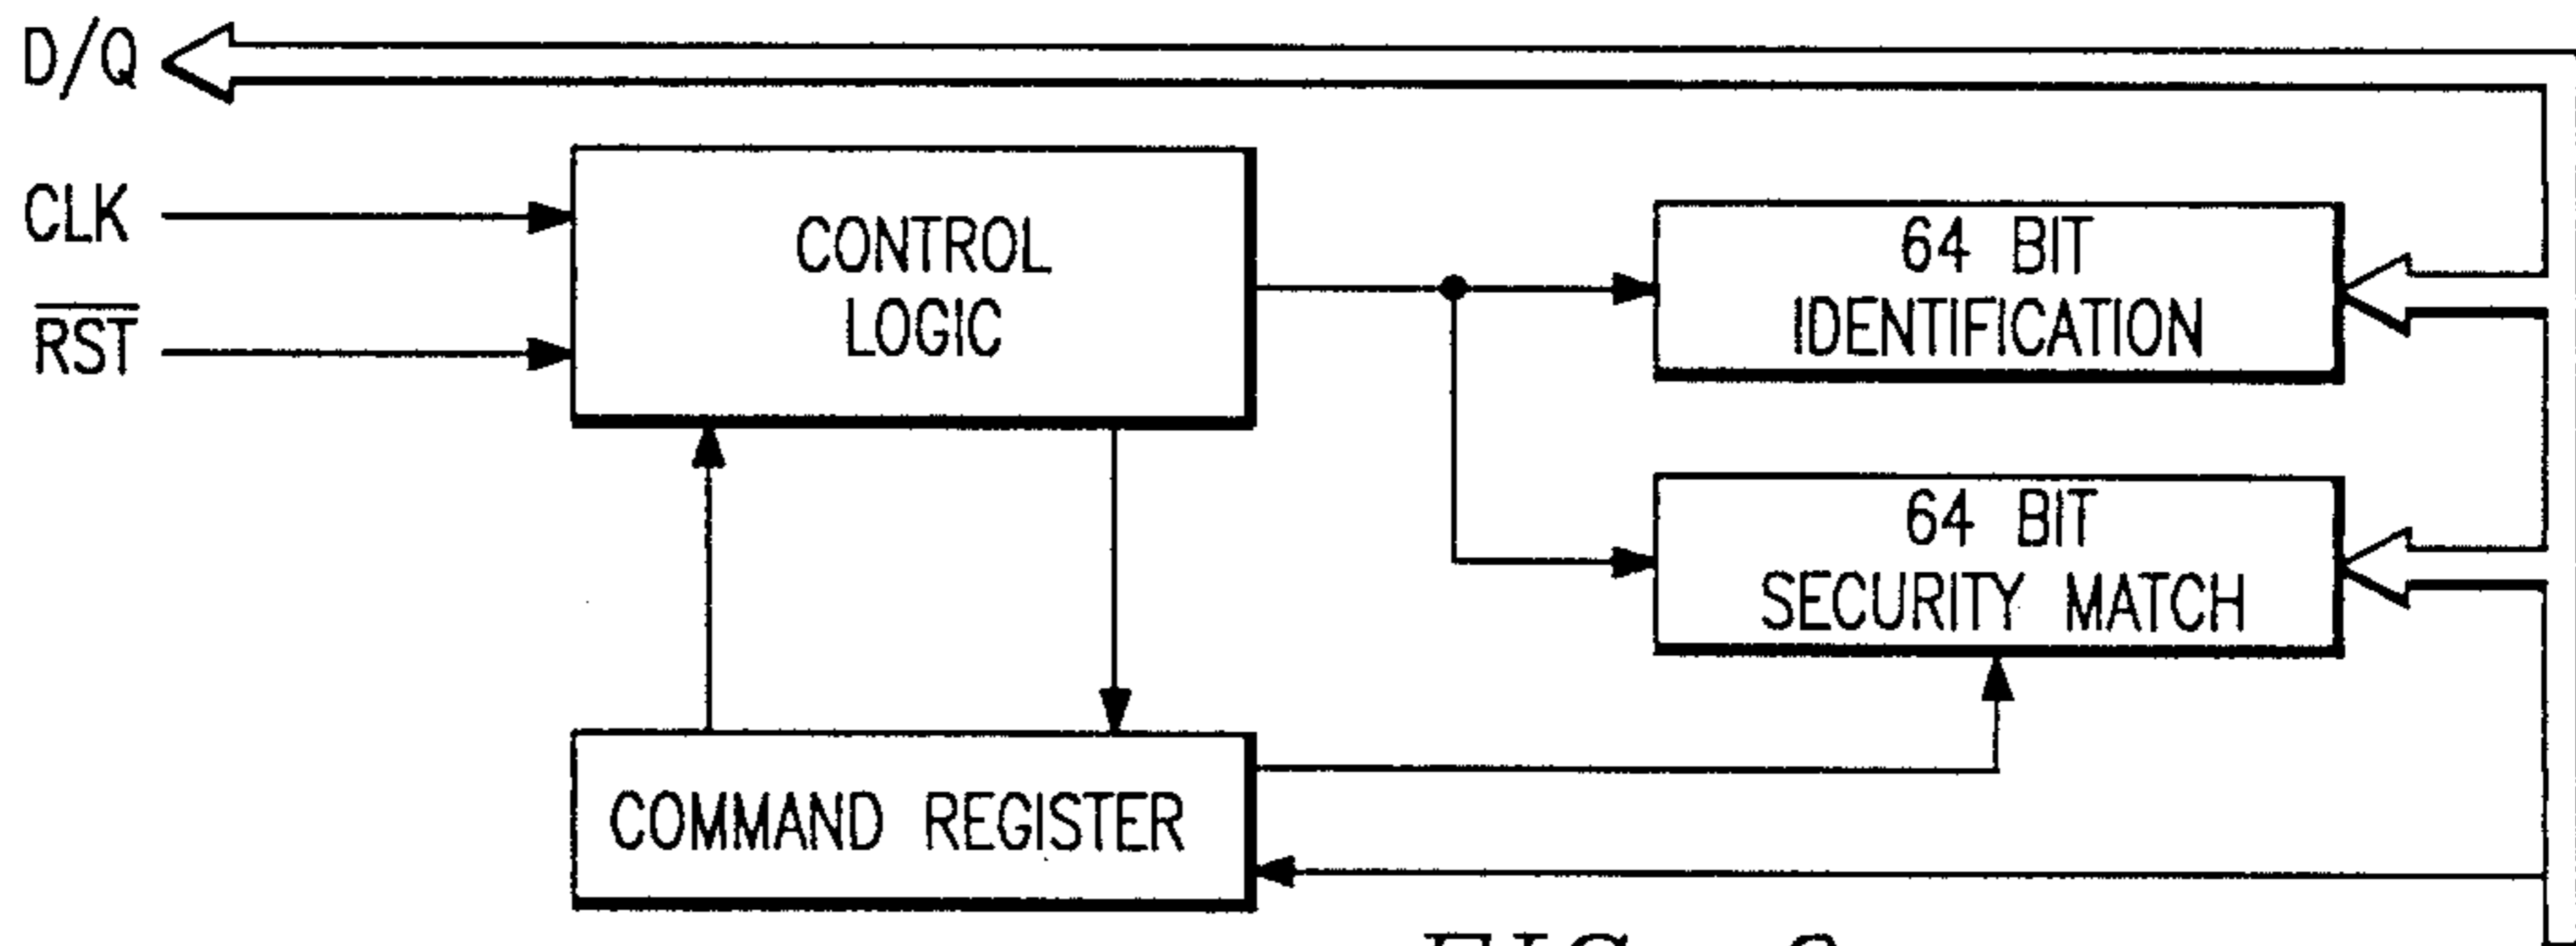 D/Q
CLK
RST
CONTROL
LOGIC
64 BIT
IDENTIFICATION
64 BIT
SECURITY MATCH
COMMAND REGISTER